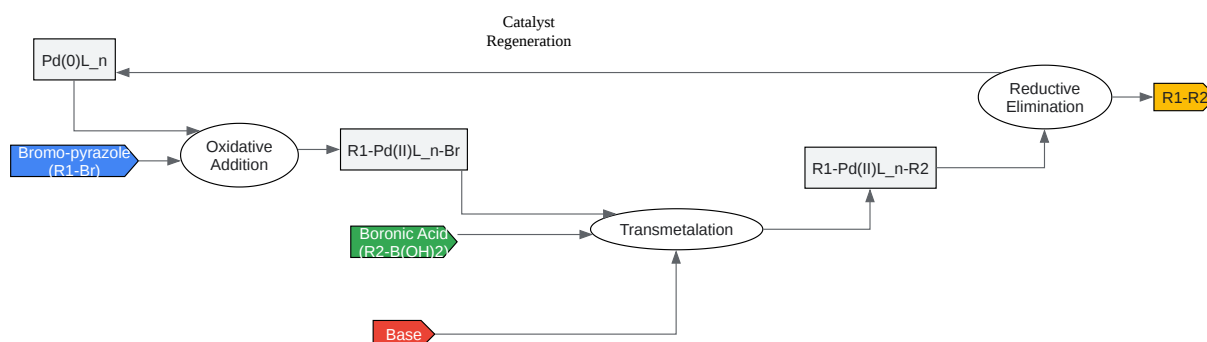 Catalyst
Regeneration
Pd(0)L_n
Reductive
Elimination
R1-R2
Bromo-pyrazole
(R1-Br)
Oxidative
Addition
R1-Pd(II)L_n-Br
R1-Pd(II)L_n-R2
Boronic Acid
(R2-B(OH)2)
Transmetalation
Base